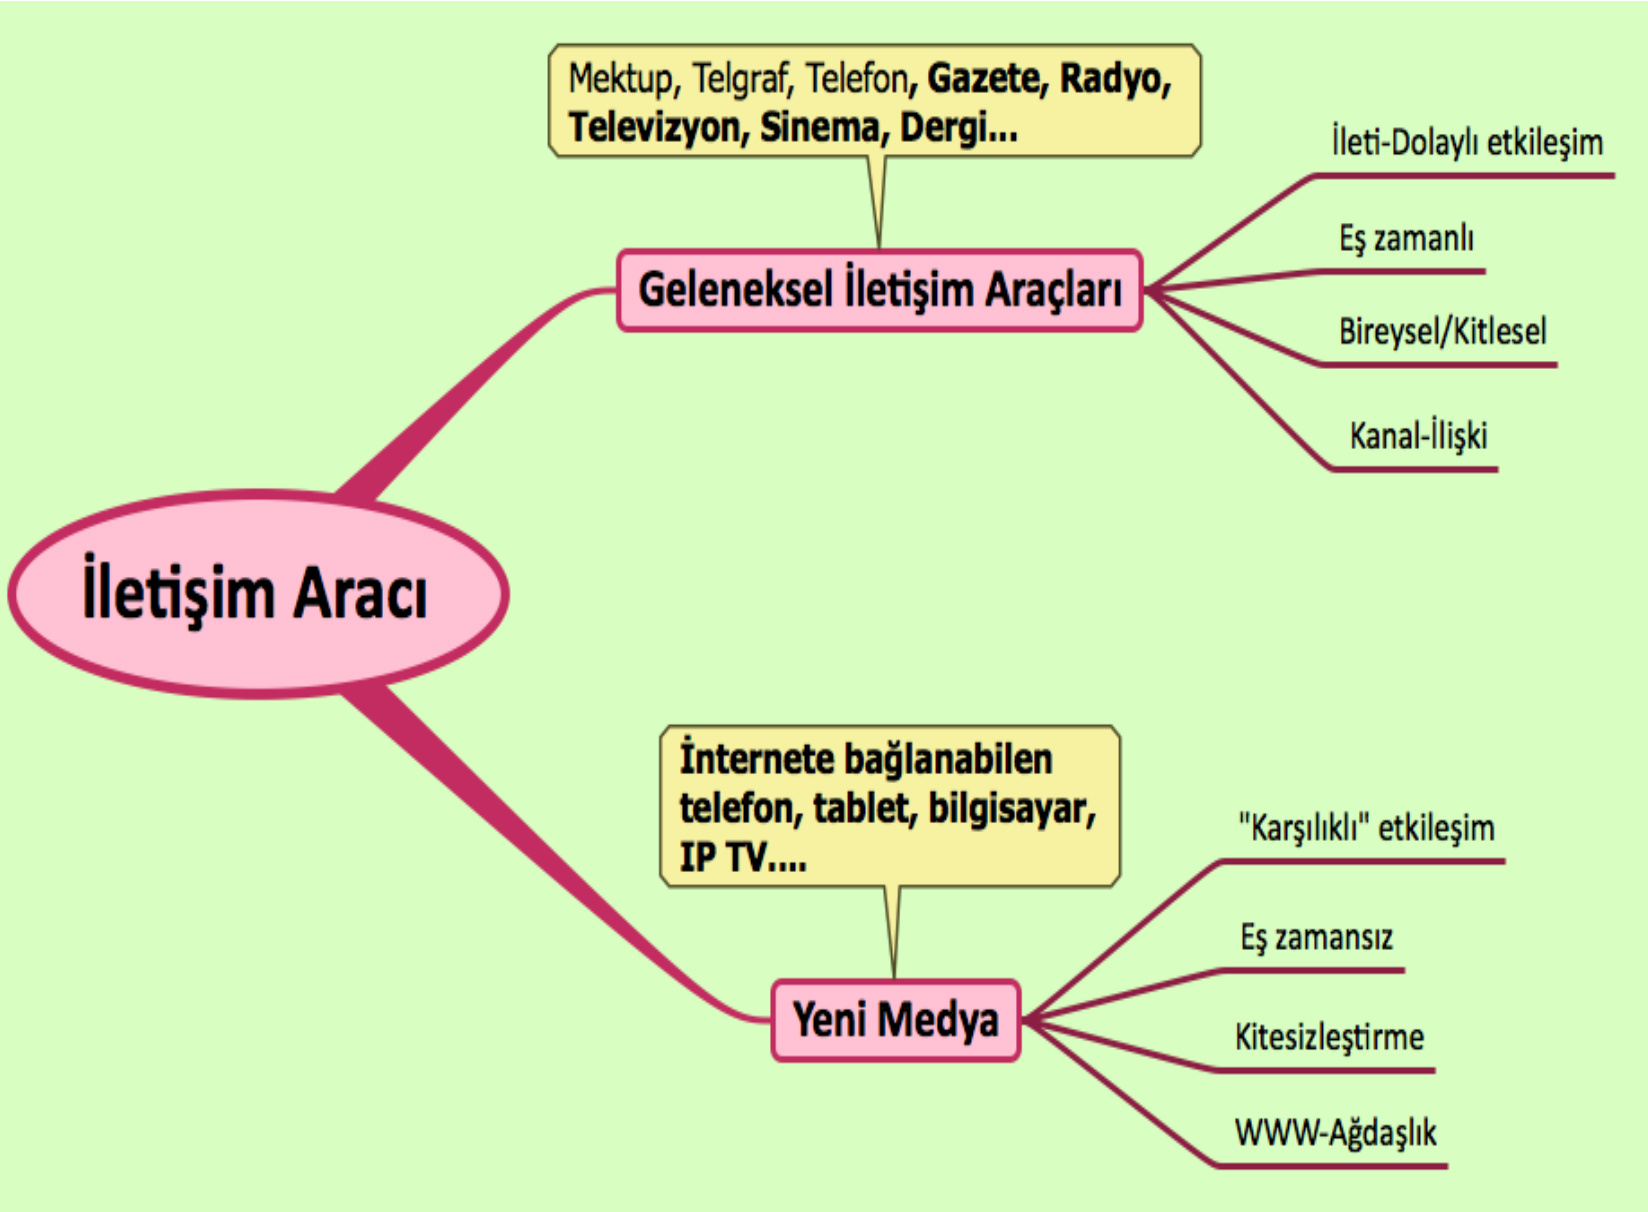 Mektup, Telgraf, Telefon, Gazete, Radyo,
Televizyon, Sinema, Dergi...
Geleneksel İletişim Araçları
İleti-Dolaylı etkileşim
Eş zamanlı
Bireysel/Kitlesel
Kanal-İlişki
İletişim Aracı
İnternete bağlanabilen
telefon, tablet, bilgisayar,
IP TV....
Yeni Medya
"Karşılıklı" etkileşim
Eş zamansız
Kitesizleştirme
WWW-Ağdaşlık